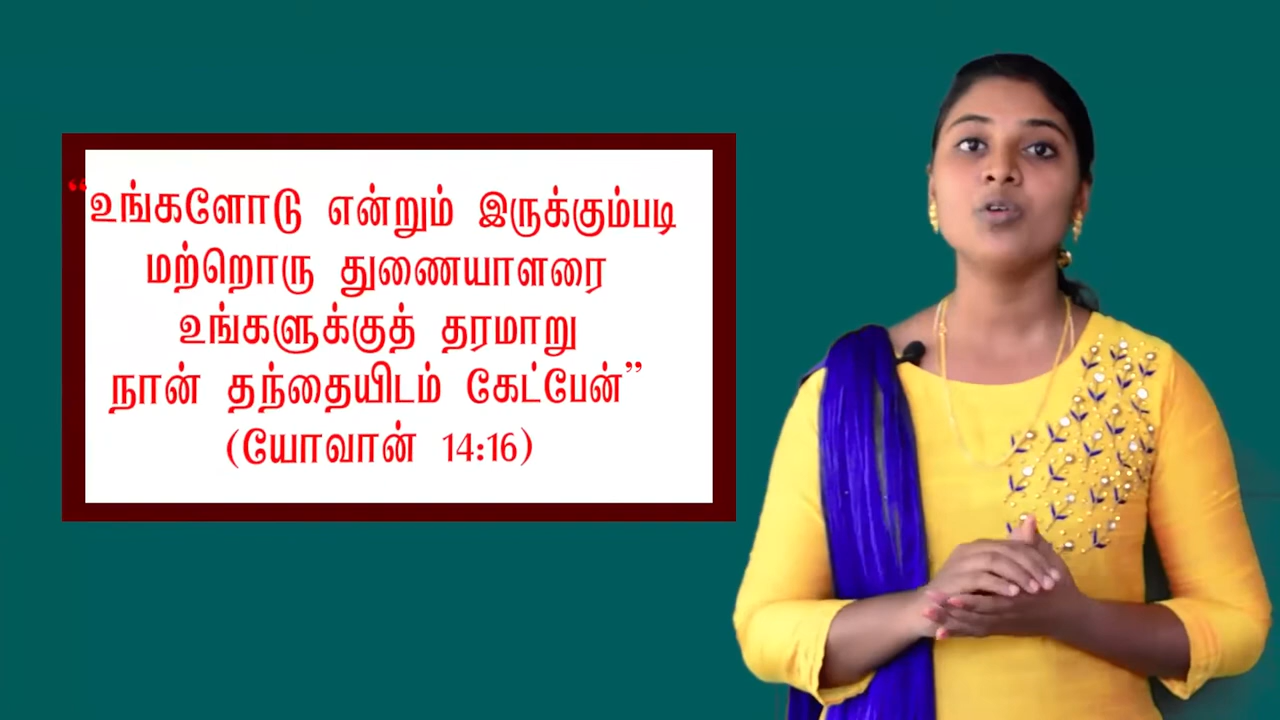 “உங்களோடு என்றும் இருக்கும்படி
மற்றொரு துணையாளரை
உங்களுக்குத் தரமாறு
நான் தந்தையிடம் கேட்பேன்”
(யோவான் 14:16)